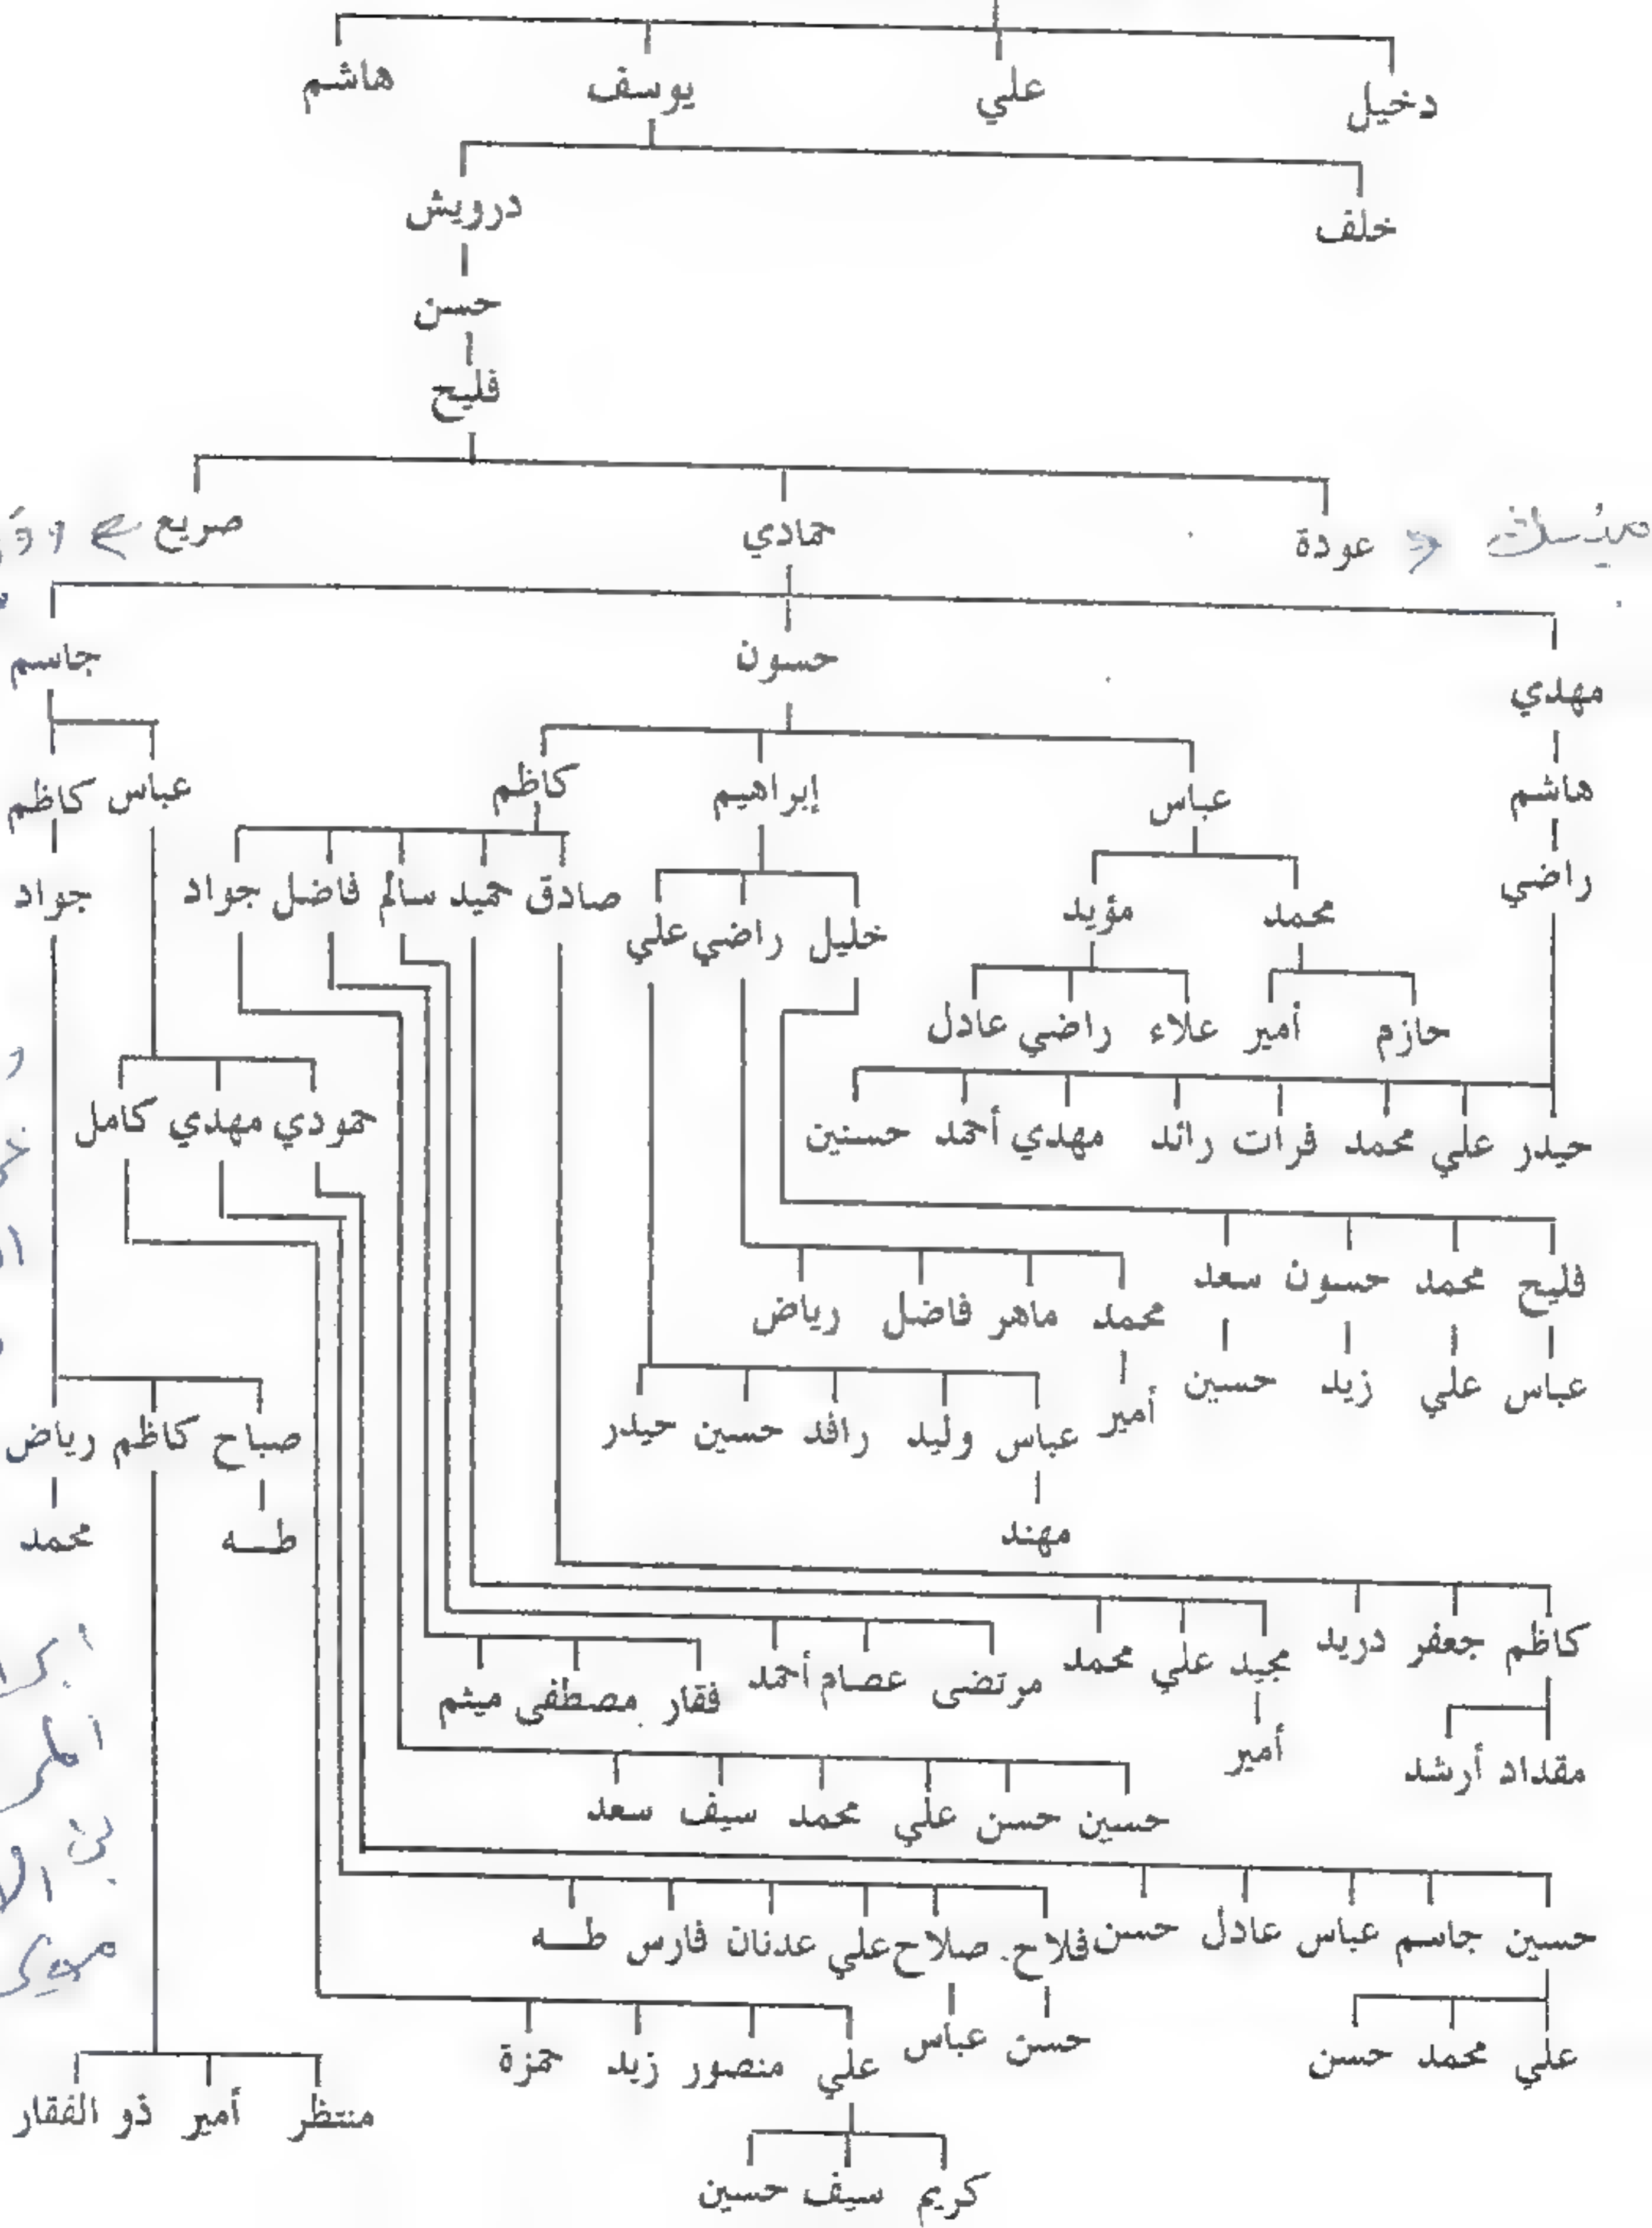 دخيل علي يوسف هاشم
خلف درويش
حسن
فليح
عودة حمادي صريع
مهدي حسون جاسم
هاشم عباس إبراهيم كاظم عباس كاظم
راضي محمد مؤيد خليل راضي علي صادق حميد سالم فاضل جواد جواد
حازم أمير علاء راضي عادل
حيدر علي محمد فرات رائد مهدي أحمد حسنين حمودي مهدي كامل
فليح محمد حسون سعد محمد ماهر فاضل رياض
عباس علي زيد حسين أمير عباس وليد رافد حسين حيدر صباح كاظم رياض
مهند طــه محمد
كاظم جعفر دريد مجيد علي محمد مرتضى عصام أحمد فقار مصطفى ميثم
مقداد أرشد أمير
حسين حسن علي محمد سيف سعد
حسين جاسم عباس عادل حسن فلاح صلاح علي عدنان فارس طــه
علي محمد حسن حسن عباس علي منصور زيد حمزة
منتظر أمير ذو الفقار
كريم سيف حسين